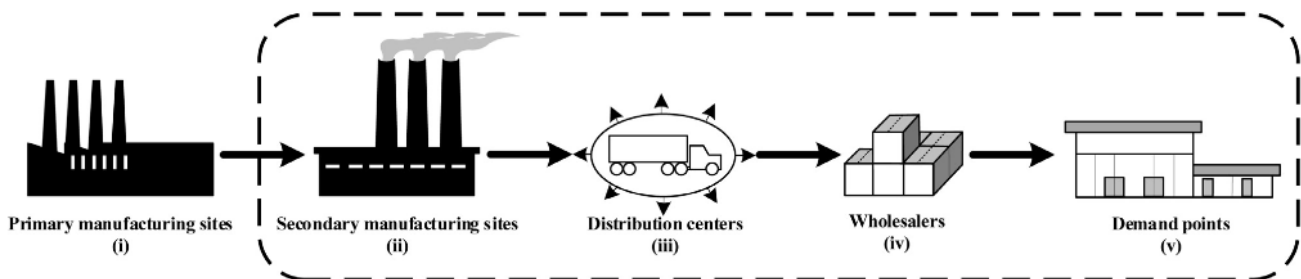 Primary manufacturing sites
(i)
Secondary manufacturing sites
(ii)
Distribution centers
(iii)
Wholesalers
(iv)
Demand points
(v)